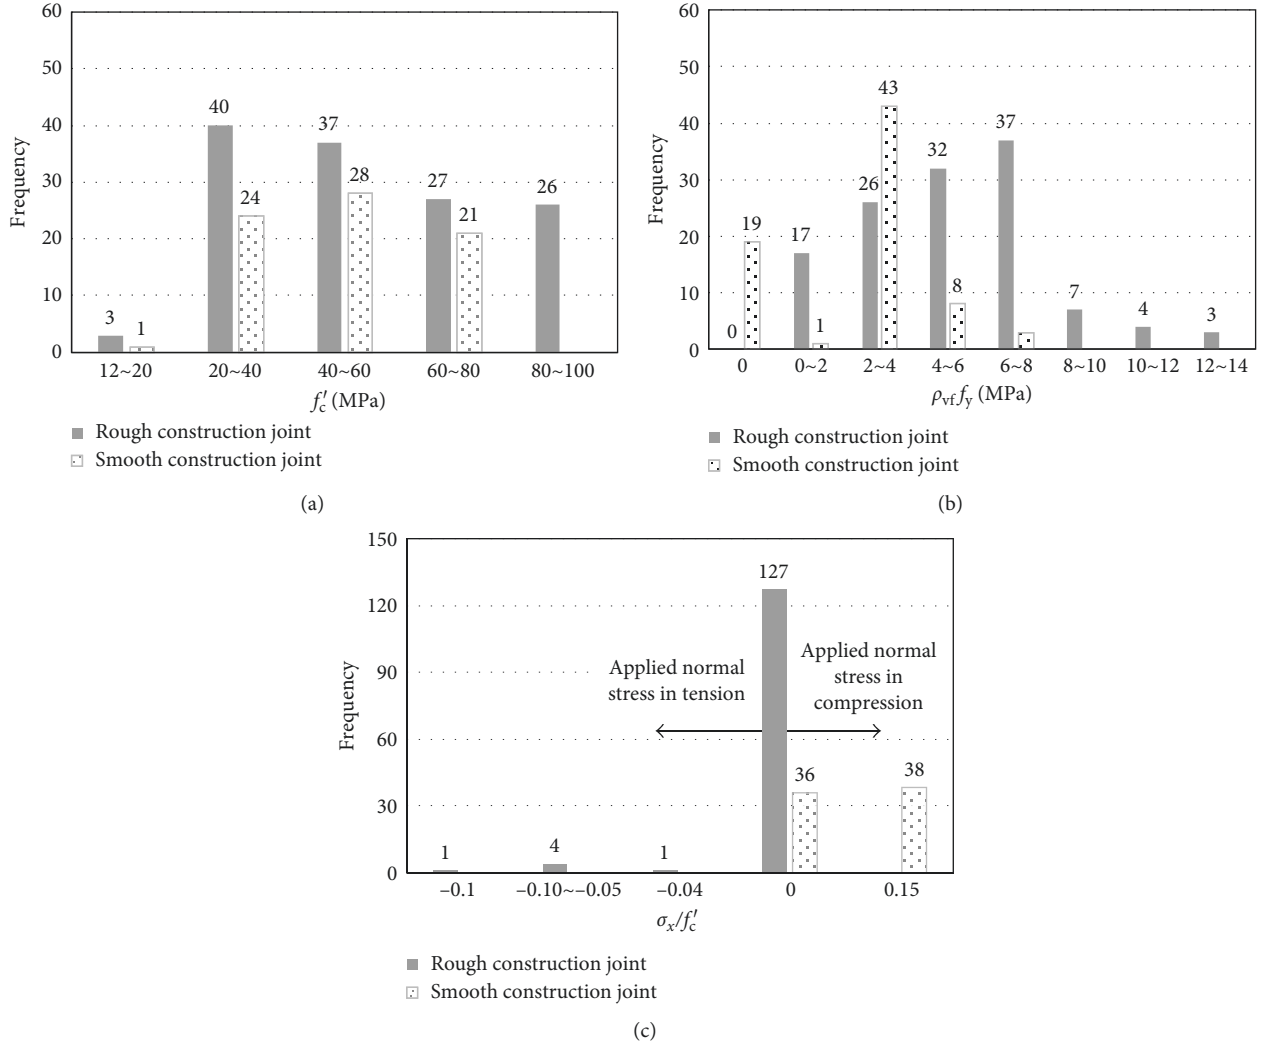 60
50
40
30
20
10
0
Frequency
40
37
27
26
24
28
21
3
1
12~20 20~40 40~60 60~80 80~100
f′c (MPa)
Rough construction joint
Smooth construction joint
(a)
60
50
40
30
20
10
0
Frequency
43
37
32
26
19
17
8
7
4
3
0
1
0 0~2 2~4 4~6 6~8 8~10 10~12 12~14
ρvf fy (MPa)
Rough construction joint
Smooth construction joint
(b)
150
120
90
60
30
0
Frequency
127
Applied normal
stress in tension
Applied normal
stress in
compression
36
38
1
4
1
–0.1 –0.10~–0.05 –0.04 0 0.15
σx/f′c
Rough construction joint
Smooth construction joint
(c)